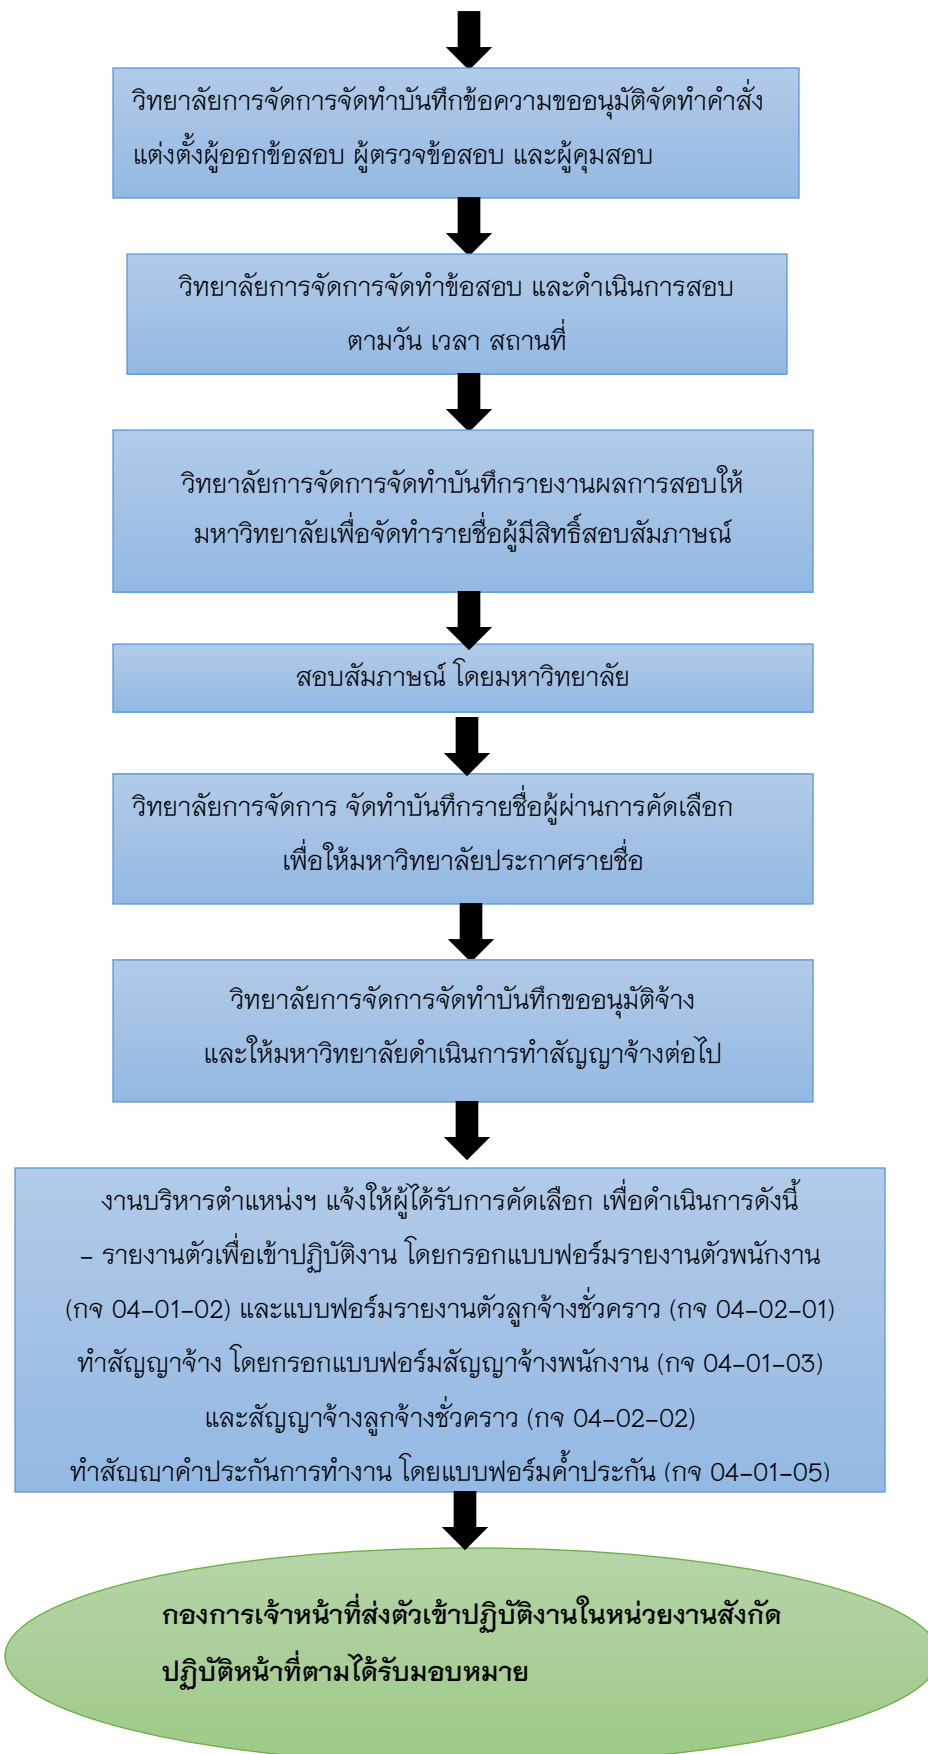 วิทยาลัยการจัดการจัดทำบันทึกข้อความขออนุมัติจัดทำคำสั่ง
แต่งตั้งผู้ออกข้อสอบ ผู้ตรวจข้อสอบ และผู้คุมสอบ
วิทยาลัยการจัดการจัดทำข้อสอบ และดำเนินการสอบ
ตามวัน เวลา สถานที่
วิทยาลัยการจัดการจัดทำบันทึกรายงานผลการสอบให้
มหาวิทยาลัยเพื่อจัดทำรายชื่อผู้มีสิทธิ์สอบสัมภาษณ์
สอบสัมภาษณ์ โดยมหาวิทยาลัย
วิทยาลัยการจัดการ จัดทำบันทึกรายชื่อผู้ผ่านการคัดเลือก
เพื่อให้มหาวิทยาลัยประกาศรายชื่อ
วิทยาลัยการจัดการจัดทำบันทึกขออนุมัติจ้าง
และให้มหาวิทยาลัยดำเนินการทำสัญญาจ้างต่อไป
งานบริหารตำแหน่งฯ แจ้งให้ผู้ได้รับการคัดเลือก เพื่อดำเนินการดังนี้
- รายงานตัวเพื่อเข้าปฏิบัติงาน โดยกรอกแบบฟอร์มรายงานตัวพนักงาน
(กจ 04-01-02) และแบบฟอร์มรายงานตัวลูกจ้างชั่วคราว (กจ 04-02-01)
ทำสัญญาจ้าง โดยกรอกแบบฟอร์มสัญญาจ้างพนักงาน (กจ 04-01-03)
และสัญญาจ้างลูกจ้างชั่วคราว (กจ 04-02-02)
ทำสัญญาคำประกันการทำงาน โดยแบบฟอร์มค้ำประกัน (กจ 04-01-05)
กองการเจ้าหน้าที่ส่งตัวเข้าปฏิบัติงานในหน่วยงานสังกัด
ปฏิบัติหน้าที่ตามได้รับมอบหมาย